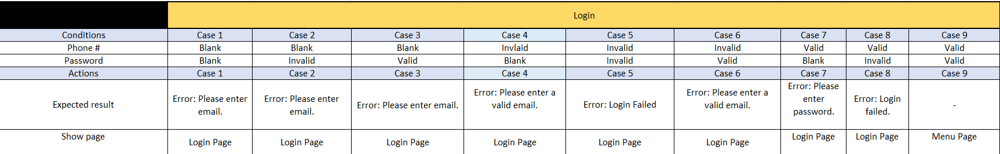 Login
Conditions Case 1 Case 2 Case 3 Case 4 Case 5 Case 6 Case 7 Case 8 Case 9
Phone # Blank Blank Blank Invlaid Invalid Invalid Valid Valid Valid
Password Blank Invalid Valid Blank Invalid Valid Blank Invalid Valid
Actions Case 1 Case 2 Case 3 Case 4 Case 5 Case 6 Case 7 Case 8 Case 9
Expected result
Error: Please enter
email.
Error: Please enter
email.
Error: Please enter email.
Error: Please enter a
valid email.
Error: Login Failed
Error: Please enter a
valid email.
Error: Please
enter
password.
Error: Login
failed.
-
Show page Login Page Login Page Login Page Login Page Login Page Login Page Login Page Login Page Menu Page